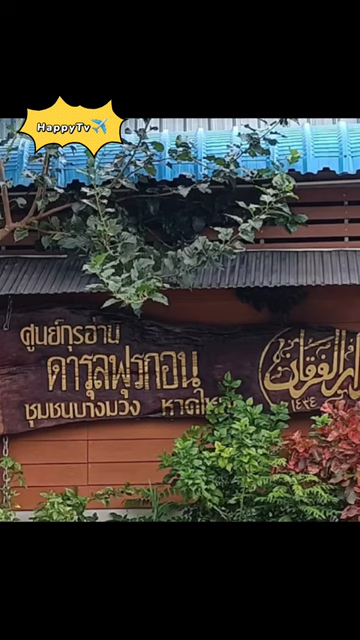 HappyTv✈️
ศูนย์กุรอ่าน
ดารุลฟุรกอน
ชุมชนบางมวง
الفرقان
١٤٣٤